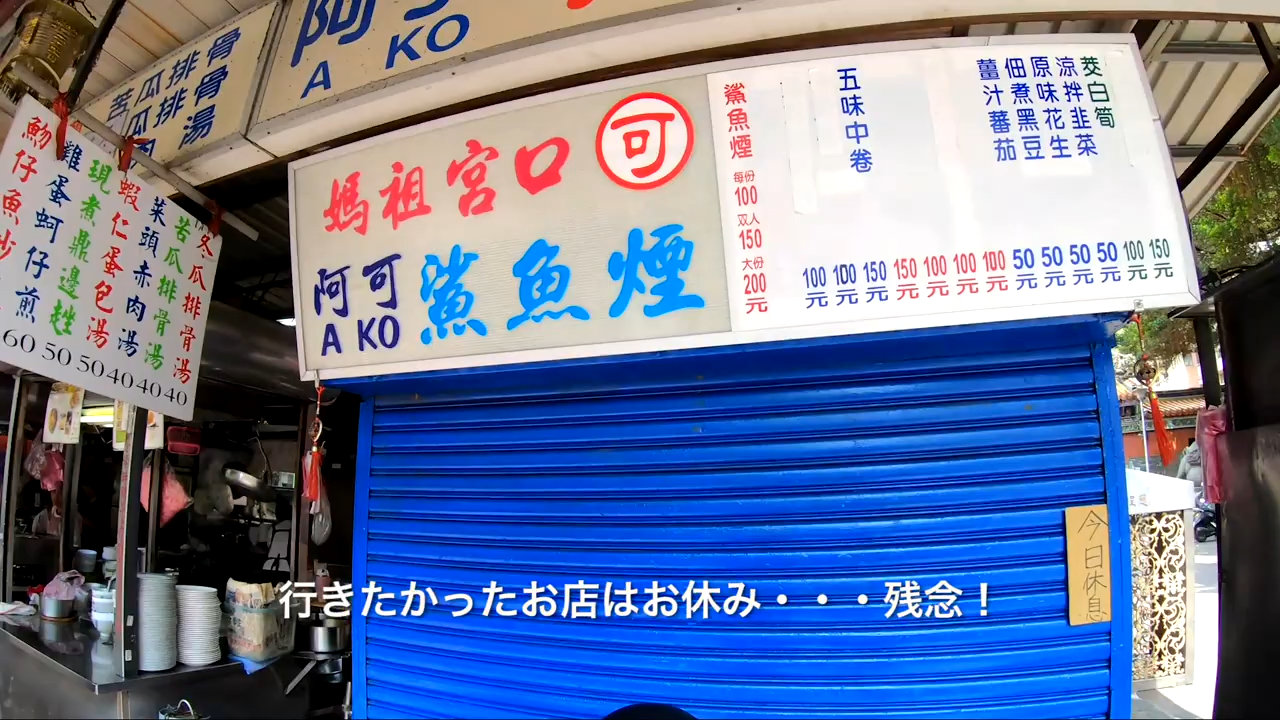 苦瓜排骨
瓜排骨
湯
阿
A KO
魩仔魚炒
雞蛋蚵仔煎
現煮鼎邊趖
蝦仁蛋包湯
菜頭赤肉湯
苦瓜排骨湯
冬瓜排骨湯
60 50 50 40 40 40
媽祖宮口 可
阿可
A KO
鯊魚煙
鯊魚煙
每份
100
双人
150
大份
200
元
五味中卷
薑汁蕃茄
佃煮黑豆
原味花生
涼拌韭菜
茭白筍
100元 100元 150元 150元 100元 100元 100元 50元 50元 50元 50元 100元 150元
今日休息
行きたかったお店はお休み・・・残念！